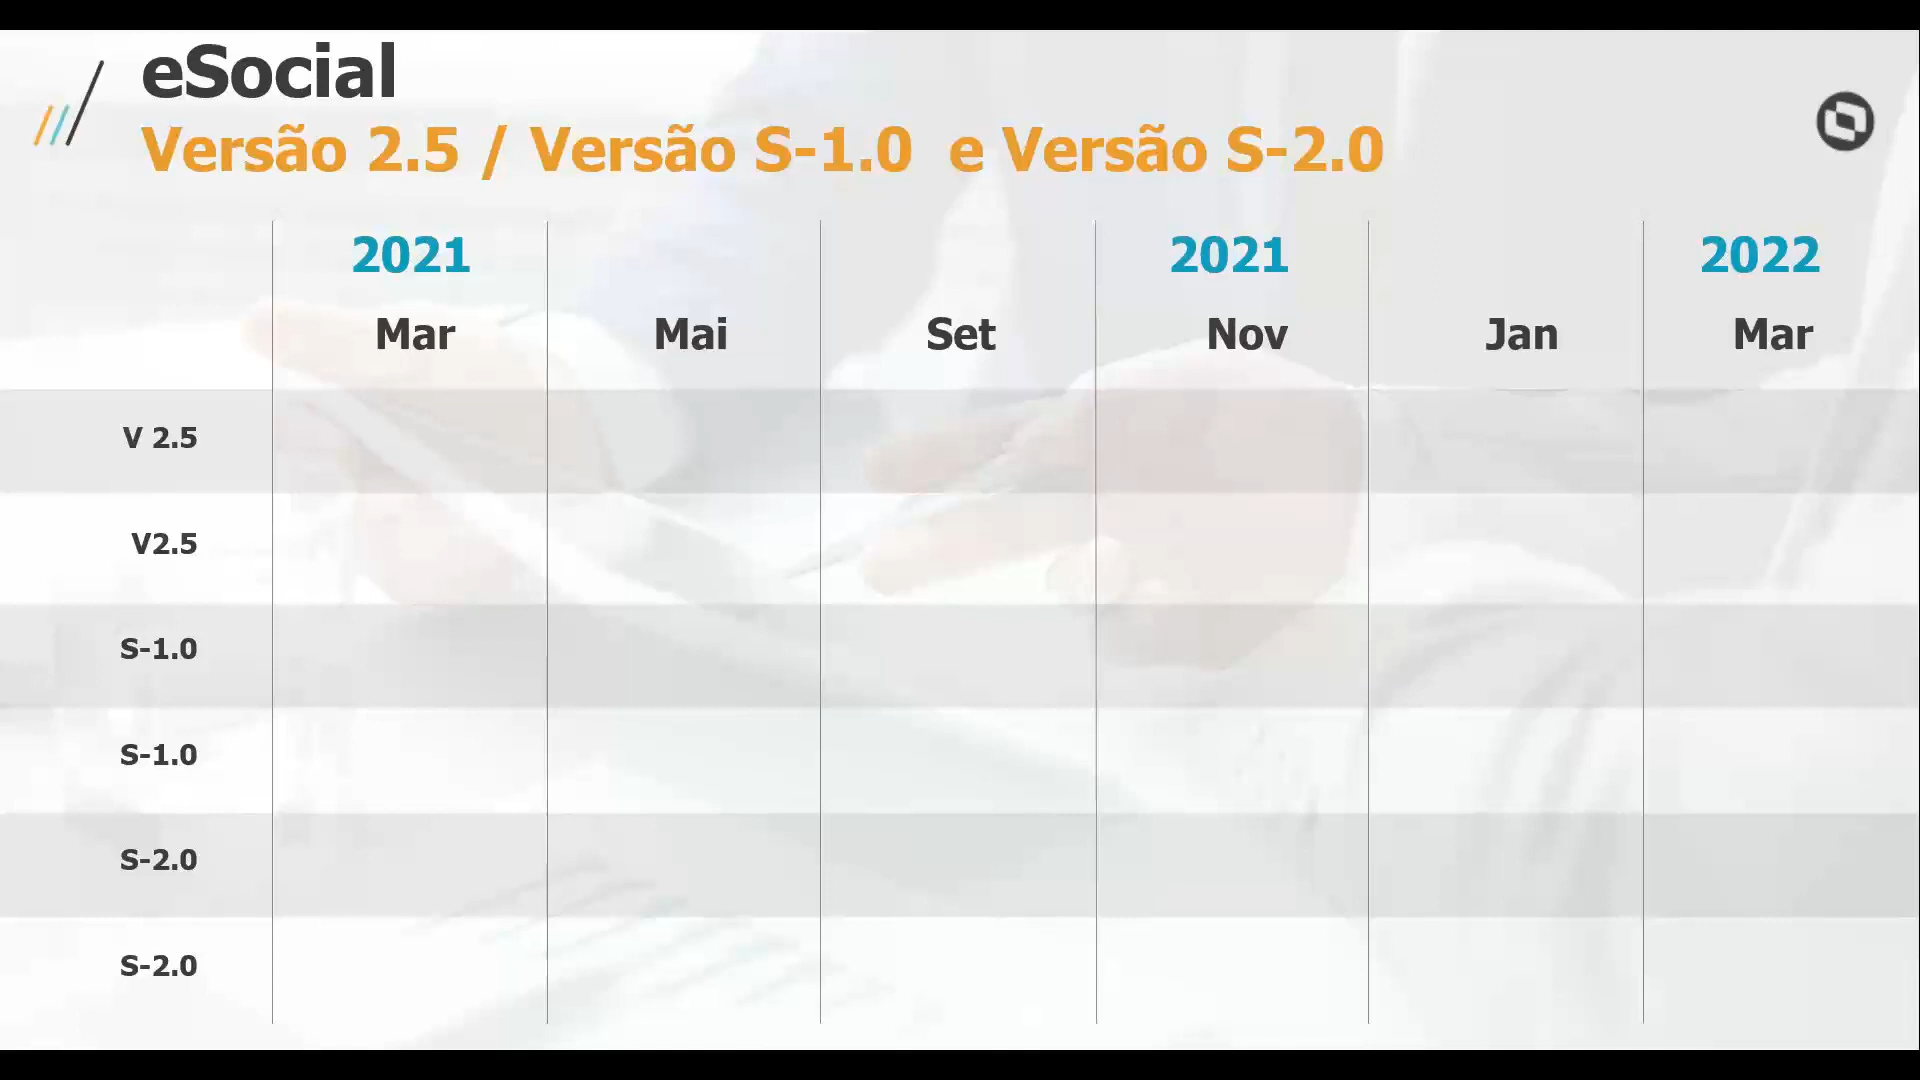 eSocial
Versão 2.5 / Versão S-1.0 e Versão S-2.0
2021 2021 2022
Mar Mai Set Nov Jan Mar
V 2.5
V2.5
S-1.0
S-1.0
S-2.0
S-2.0